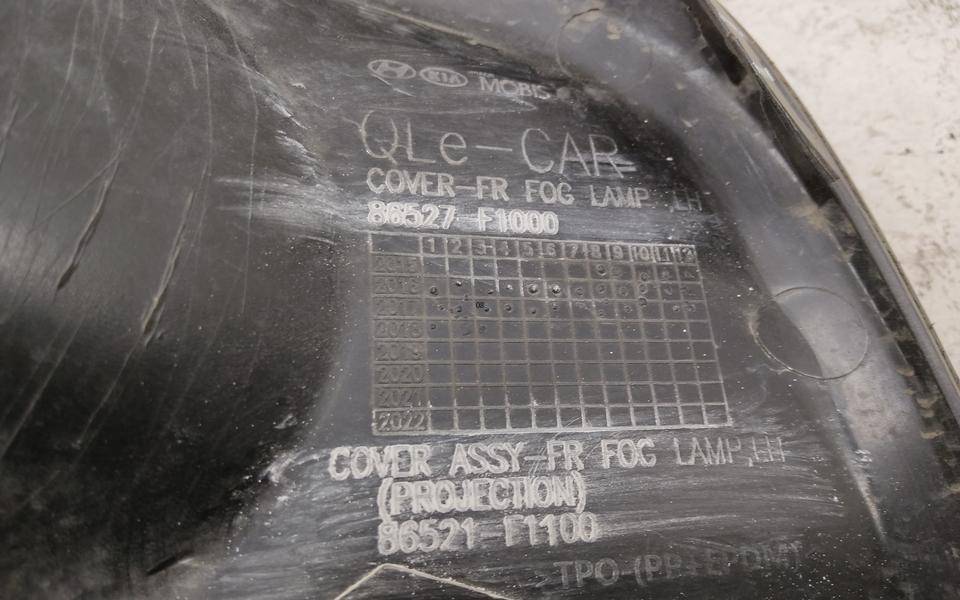 KIA MOBIS
QLe-CAR
COVER-FR FOG LAMP ,LH
86527-F1000
1 2 3 4 5 6 7 8 9 10 11 12
2015
2016
2017
2018
2019
2020
2021
2022
COVER ASSY-FR FOG LAMP,LH
(PROJECTION)
86521-F1100
TPO-(PP+EPDM)